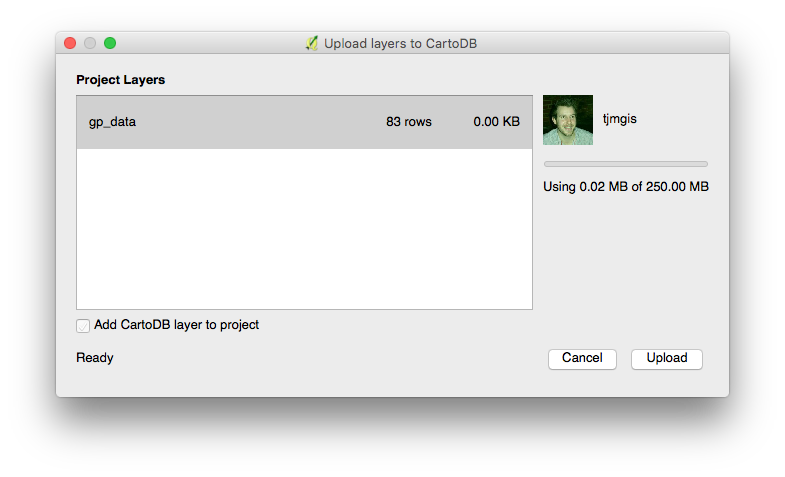 Upload layers to CartoDB
Project Layers
gp_data 83 rows 0.00 KB
tjmgis
Using 0.02 MB of 250.00 MB
Add CartoDB layer to project
Ready Cancel Upload